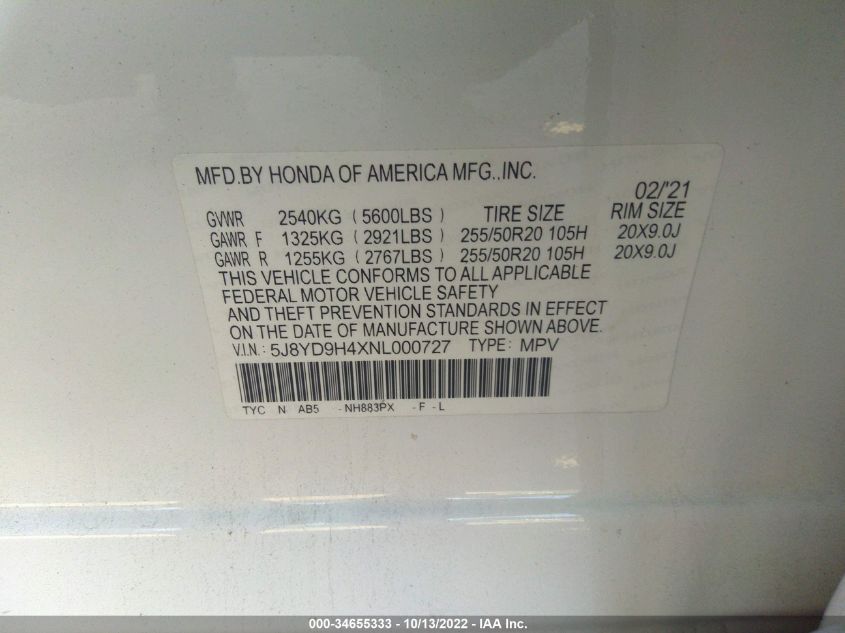 MFD.BY HONDA OF AMERICA MFG.,INC.
02/'21
GVWR 2540KG (5600LBS) TIRE SIZE RIM SIZE
GAWR F 1325KG (2921LBS) 255/50R20 105H 20X9.0J
GAWR R 1255KG (2767LBS) 255/50R20 105H 20X9.0J
THIS VEHICLE CONFORMS TO ALL APPLICABLE
FEDERAL MOTOR VEHICLE SAFETY
AND THEFT PREVENTION STANDARDS IN EFFECT
ON THE DATE OF MANUFACTURE SHOWN ABOVE.
V.I.N.: 5J8YD9H4XNL000727 TYPE: MPV
TYC N AB5 -NH883PX -F -L
000-34655333 - 10/13/2022 - IAA Inc.